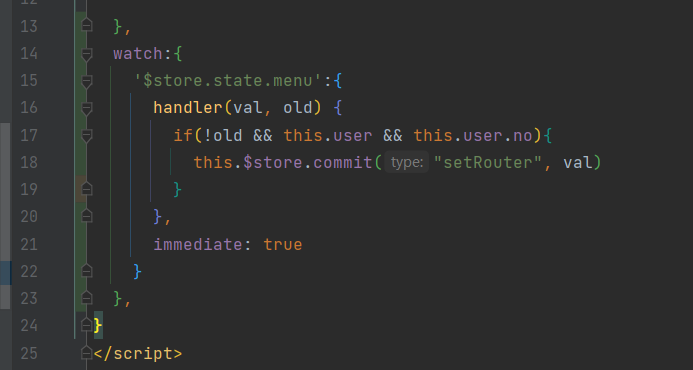 13 },
14 watch:{
15 '$store.state.menu':{
16 handler(val, old) {
17 if(!old && this.user && this.user.no){
18 this.$store.commit( type: "setRouter", val)
19 }
20 },
21 immediate: true
22 }
23 },
24 }
25 </script>